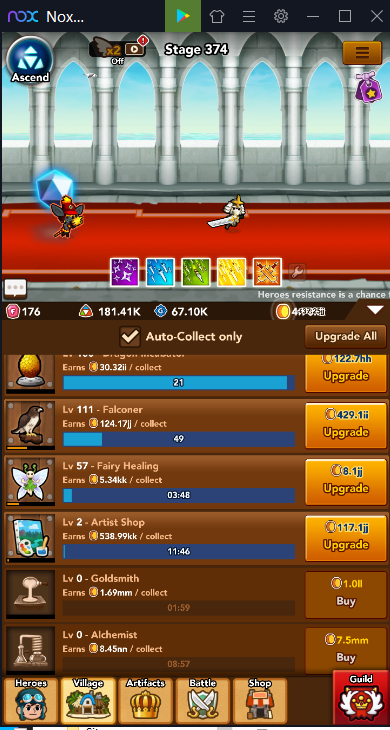 nox Nox...
x2
Off
Stage 374
Ascend
Heroes resistance is a chance
176
181.41K
67.10K
Auto-Collect only
Upgrade All
Earns 30.32ii / collect
21
122.7hh
Upgrade
Lv 111 - Falconer
Earns 124.17jj / collect
49
429.1ii
Upgrade
Lv 57 - Fairy Healing
Earns 5.34kk / collect
03:48
8.1jj
Upgrade
Lv 2 - Artist Shop
Earns 538.99kk / collect
11:46
117.1jj
Upgrade
Lv 0 - Goldsmith
Earns 1.69mm / collect
01:59
1.0ll
Buy
Lv 0 - Alchemist
Earns 8.45nn / collect
08:57
7.5mm
Buy
Heroes
Village
Artifacts
Battle
Shop
Guild